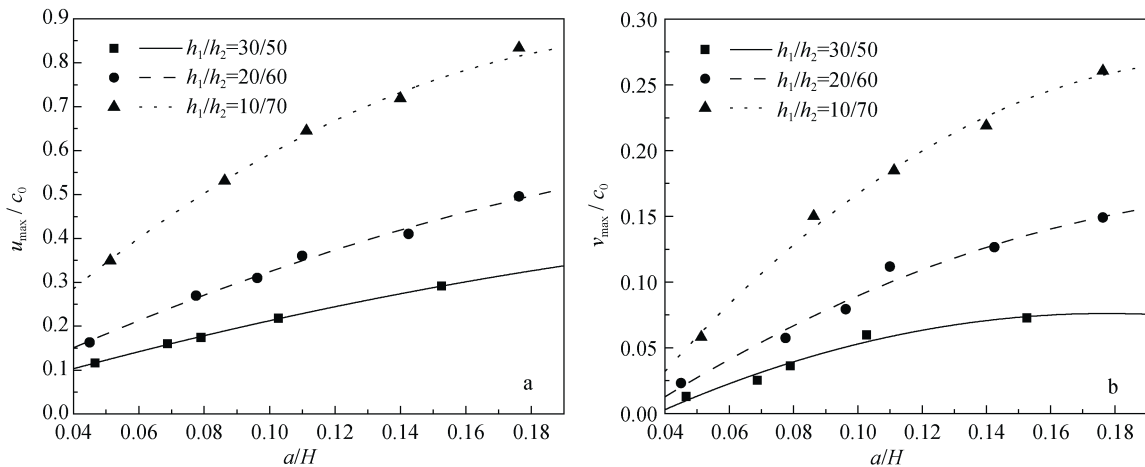 0.9
0.8
0.7
0.6
0.5
0.4
0.3
0.2
0.1
0.0
u_max / c_0
h_1/h_2=30/50
h_1/h_2=20/60
h_1/h_2=10/70
a
0.04 0.06 0.08 0.10 0.12 0.14 0.16 0.18
a/H
0.30
0.25
0.20
0.15
0.10
0.05
0.00
v_max / c_0
h_1/h_2=30/50
h_1/h_2=20/60
h_1/h_2=10/70
b
0.04 0.06 0.08 0.10 0.12 0.14 0.16 0.18
a/H